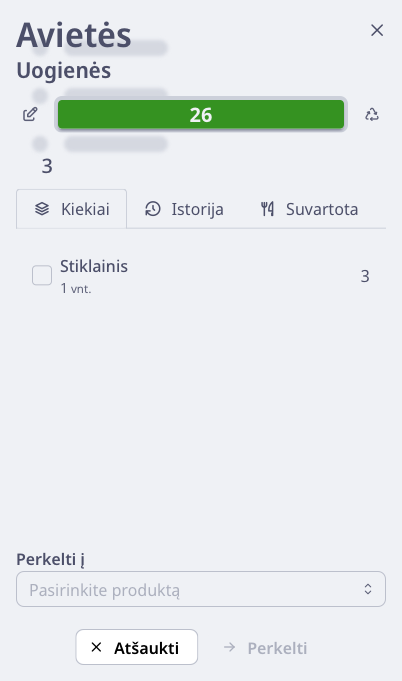 Avietės
Uogienės
26
3
Kiekiai Istorija Suvartota
Stiklainis 3
1 vnt.
Perkelti į
Pasirinkite produktą
Atšaukti Perkelti